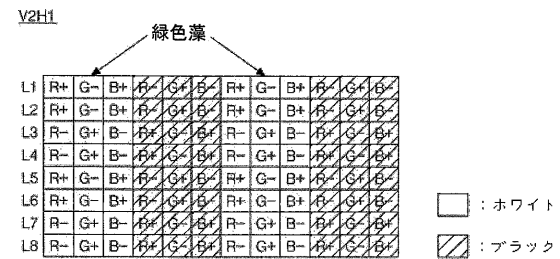 V2H1
緑色藻
L1 R+ G- B+ R- G+ B- R+ G- B+ R- G+ B-
L2 R+ G- B+ R- G+ B- R+ G- B+ R- G+ B-
L3 R- G+ B- R+ G- B+ R- G+ B- R+ G- B+
L4 R- G+ B- R+ G- B+ R- G+ B- R+ G- B+
L5 R+ G- B+ R- G+ B- R+ G- B+ R- G+ B-
L6 R+ G- B+ R- G+ B- R+ G- B+ R- G+ B-
L7 R- G+ B- R+ G- B+ R- G+ B- R+ G- B+
L8 R- G+ B- R+ G- B+ R- G+ B- R+ G- B+
：ホワイト
：ブラック